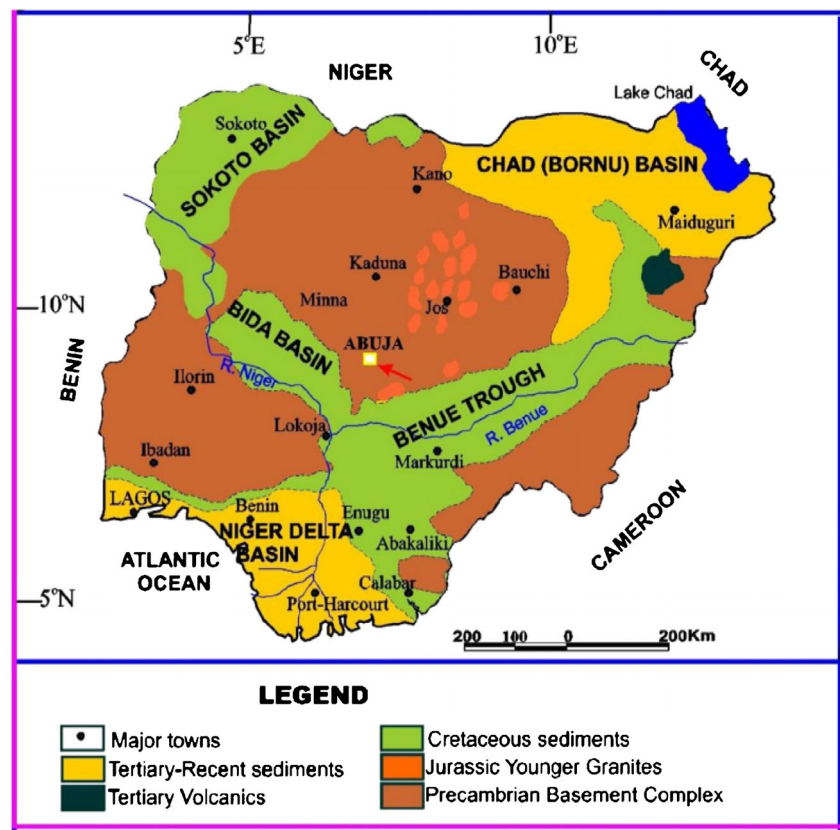 5°E
10°E
NIGER
CHAD
Lake Chad
Sokoto
SOKOTO BASIN
CHAD (BORNU) BASIN
Kano
Maiduguri
Kaduna
Bauchi
Minna
Jos
10°N
BIDA BASIN
ABUJA
BENIN
R. Niger
Ilorin
BENUE TROUGH
R. Benue
Lokoja
Markurdi
Ibadan
CAMEROON
LAGOS
Benin
Enugu
NIGER DELTA
BASIN
Abakaliki
ATLANTIC
OCEAN
Calabar
5°N
Port-Harcourt
200 100 0 200Km
LEGEND
Major towns
Cretaceous sediments
Tertiary-Recent sediments
Jurassic Younger Granites
Tertiary Volcanics
Precambrian Basement Complex